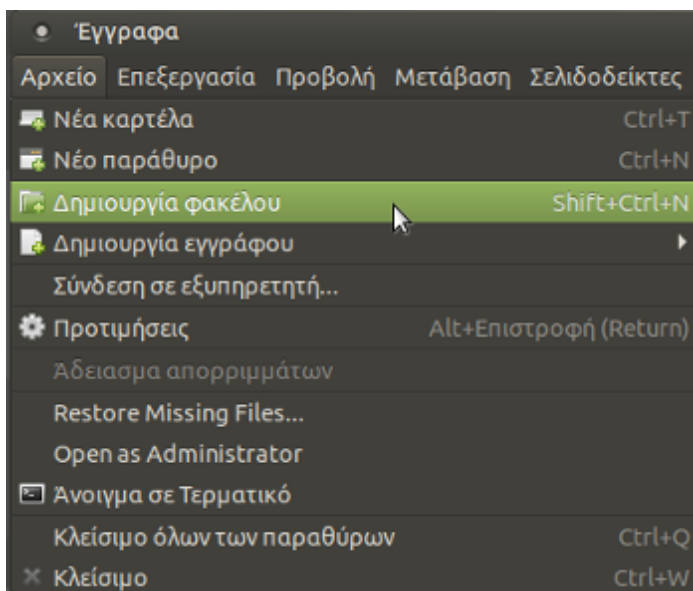 Έγγραφα
Αρχείο Επεξεργασία Προβολή Μετάβαση Σελιδοδείκτες
Νέα καρτέλα Ctrl+T
Νέο παράθυρο Ctrl+N
Δημιουργία φακέλου Shift+Ctrl+N
Δημιουργία εγγράφου
Σύνδεση σε εξυπηρετητή...
Προτιμήσεις Alt+Επιστροφή (Return)
Άδειασμα απορριμμάτων
Restore Missing Files...
Open as Administrator
Άνοιγμα σε Τερματικό
Κλείσιμο όλων των παραθύρων Ctrl+Q
Κλείσιμο Ctrl+W